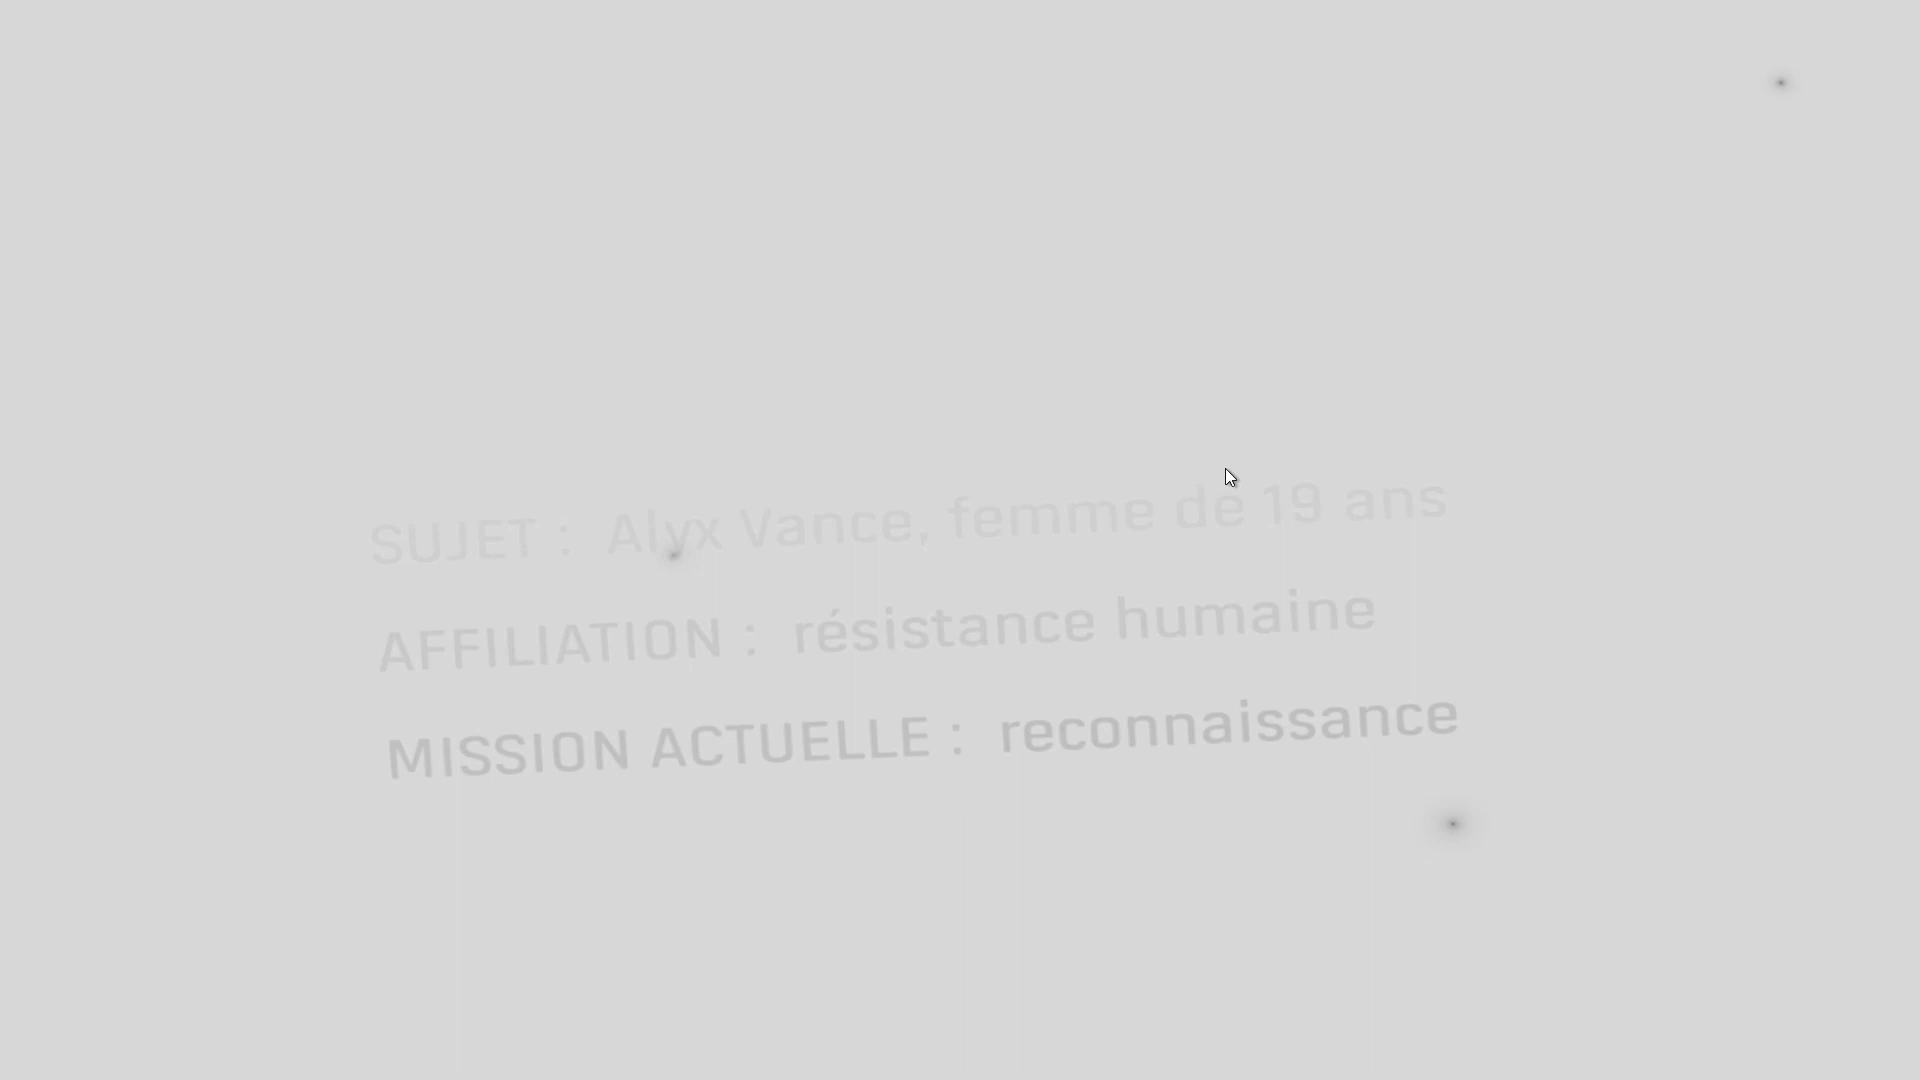 SUJET : Alyx Vance, femme de 19 ans
AFFILIATION : résistance humaine
MISSION ACTUELLE : reconnaissance